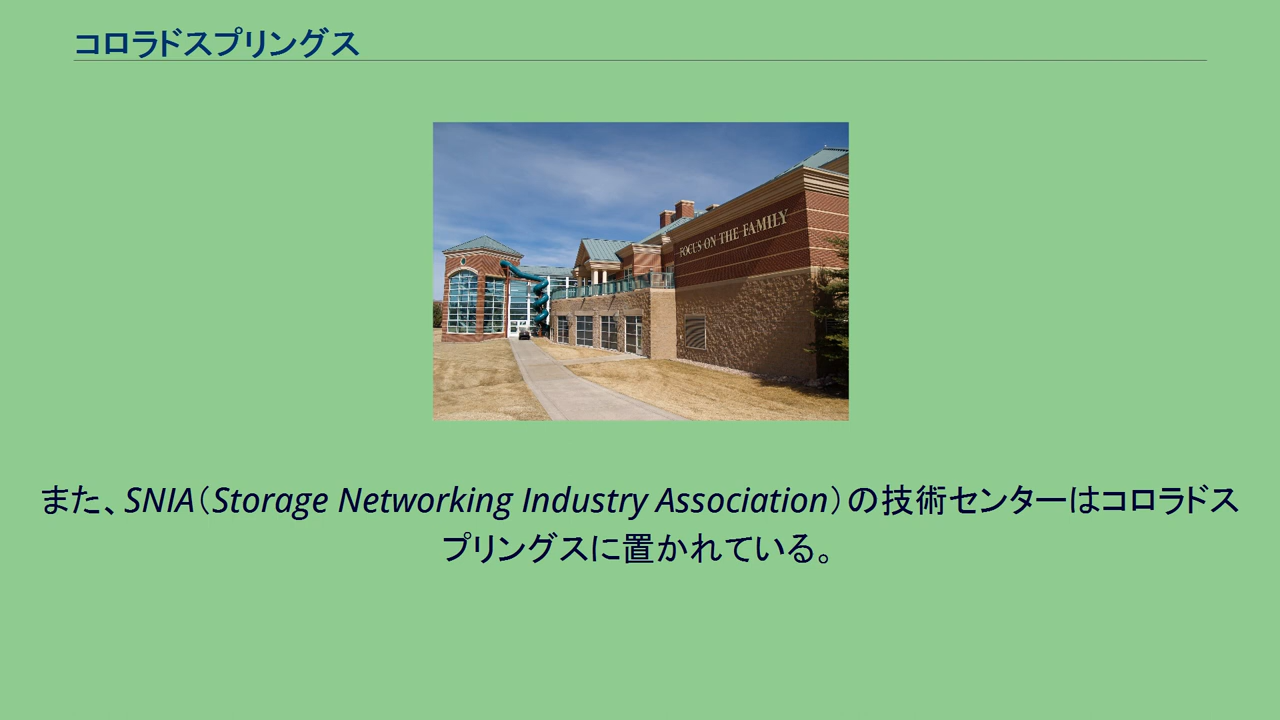 コロラドスプリングス
FOCUS ON THE FAMILY
また、SNIA（Storage Networking Industry Association）の技術センターはコロラドス
プリングスに置かれている。